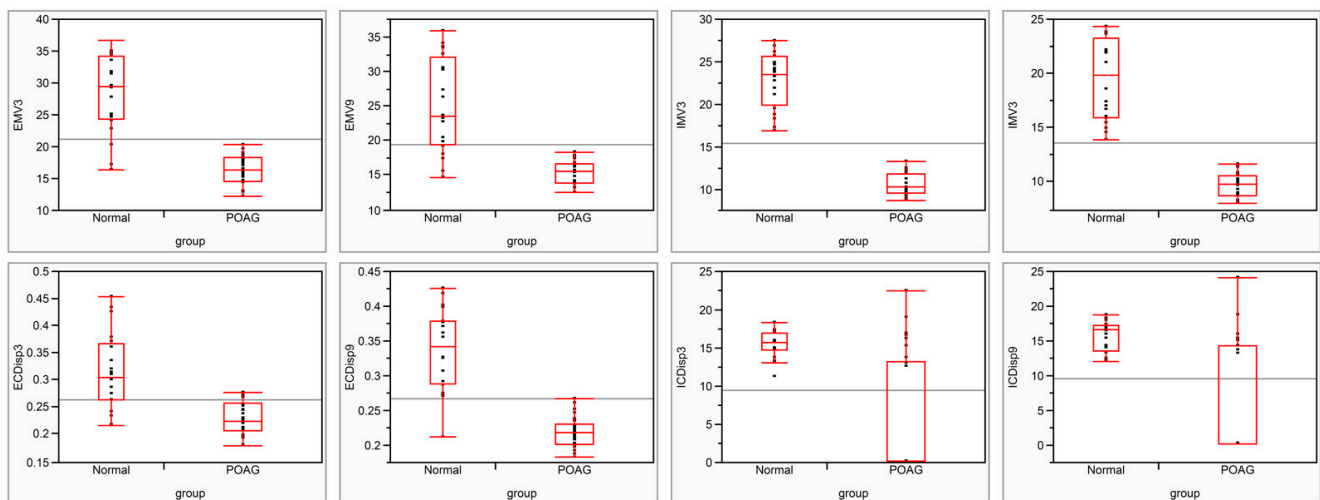 EMV3
40
35
30
25
20
15
10
Normal
POAG
group
EMV9
35
30
25
20
15
10
Normal
POAG
group
IMV3
30
25
20
15
10
Normal
POAG
group
IMV3
25
20
15
10
Normal
POAG
group
ECDisp3
0.5
0.45
0.4
0.35
0.3
0.25
0.2
0.15
Normal
POAG
group
ECDisp9
0.45
0.4
0.35
0.3
0.25
0.2
Normal
POAG
group
ICDisp3
25
20
15
10
5
0
Normal
POAG
group
ICDisp9
25
20
15
10
5
0
Normal
POAG
group